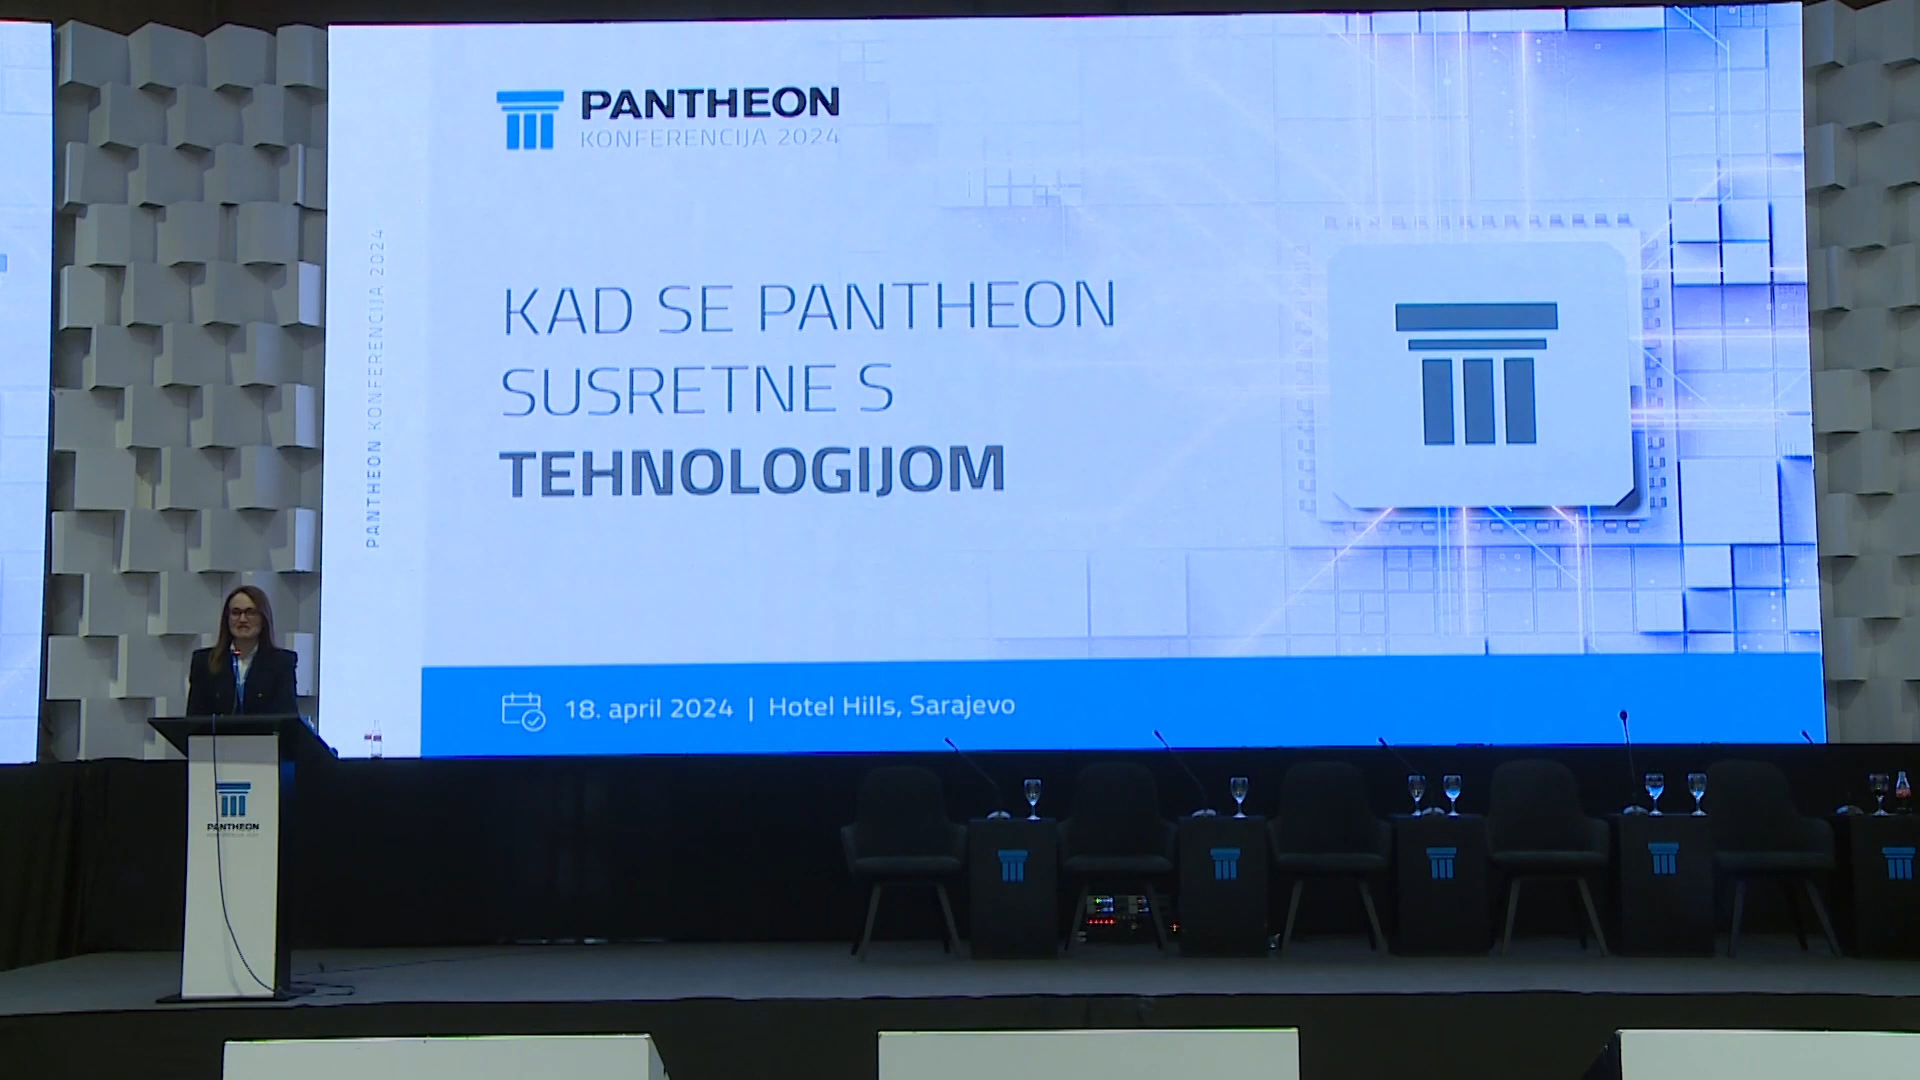 PANTHEON
KONFERENCIJA 2024
PANTHEON KONFERENCIJA 2024
KAD SE PANTHEON
SUSRETNE S
TEHNOLOGIJOM
18. april 2024 | Hotel Hills, Sarajevo
PANTHEON